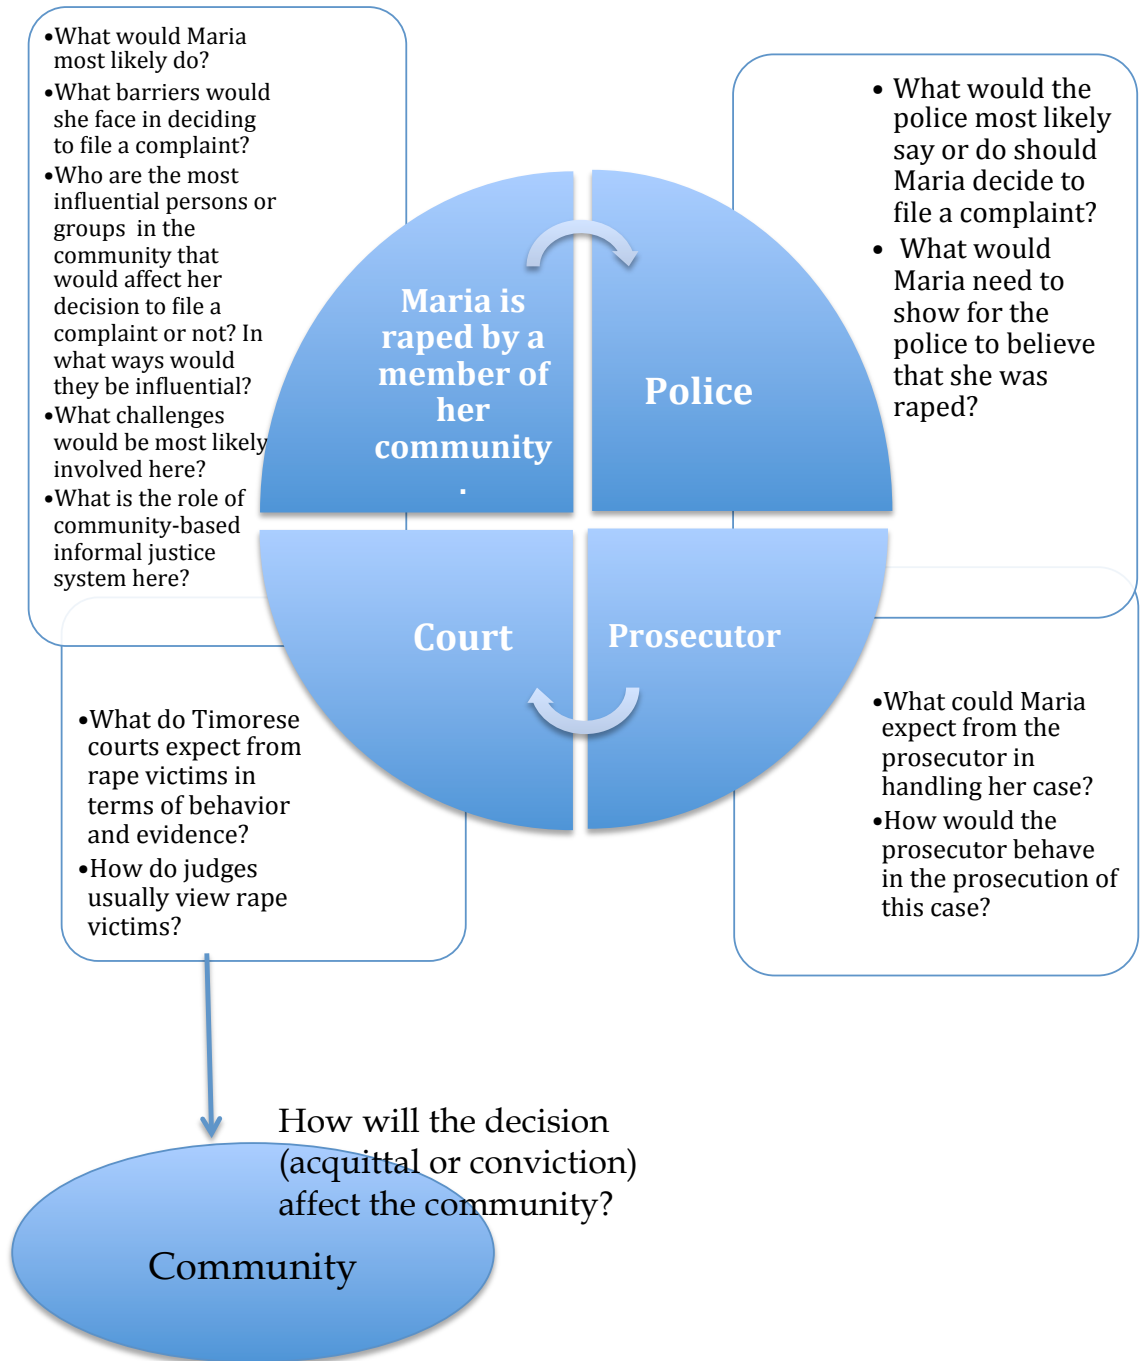 •What would Maria
most likely do?
•What barriers would
she face in deciding
to file a complaint?
•Who are the most
influential persons or
groups in the
community that
would affect her
decision to file a
complaint or not? In
what ways would
they be influential?
•What challenges
would be most likely
involved here?
•What is the role of
community-based
informal justice
system here?
Maria is
raped by a
member of
her
community
.
Police
• What would the
police most likely
say or do should
Maria decide to
file a complaint?
• What would
Maria need to
show for the
police to believe
that she was
raped?
Court
Prosecutor
•What do Timorese
courts expect from
rape victims in
terms of behavior
and evidence?
•How do judges
usually view rape
victims?
•What could Maria
expect from the
prosecutor in
handling her case?
•How would the
prosecutor behave
in the prosecution of
this case?
How will the decision
(acquittal or conviction)
affect the community?
Community